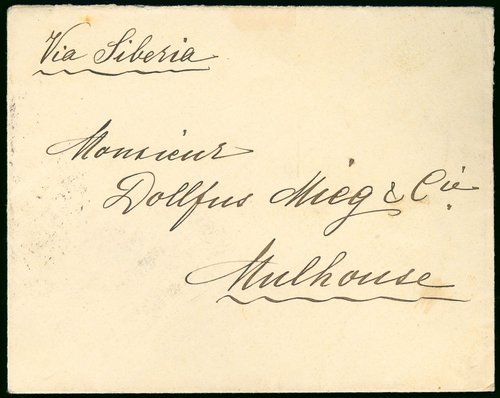 Via Siberia
Monsieur
Dollfus Mieg & Cie
Mulhouse